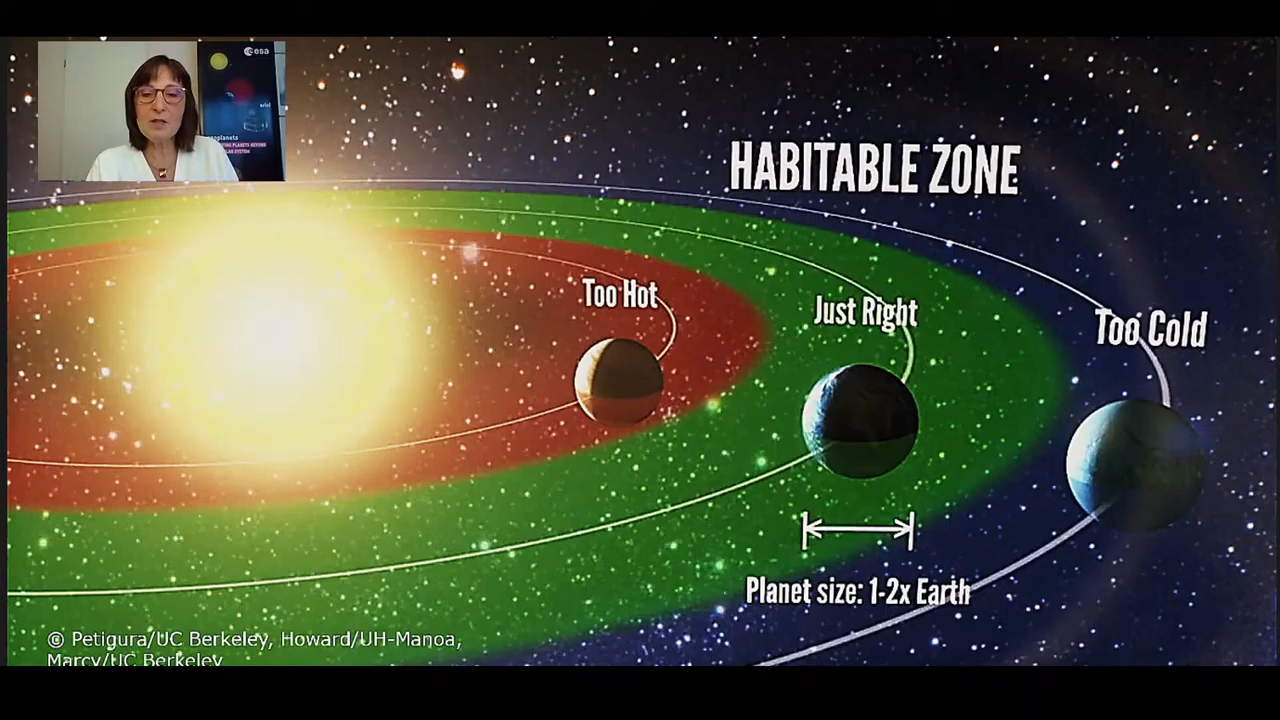 esa
ariel
HABITABLE ZONE
Too Hot
Just Right
Too Cold
Planet size: 1-2x Earth
© Petigura/UC Berkeley, Howard/UH-Manoa,
Marcy/UC Berkeley